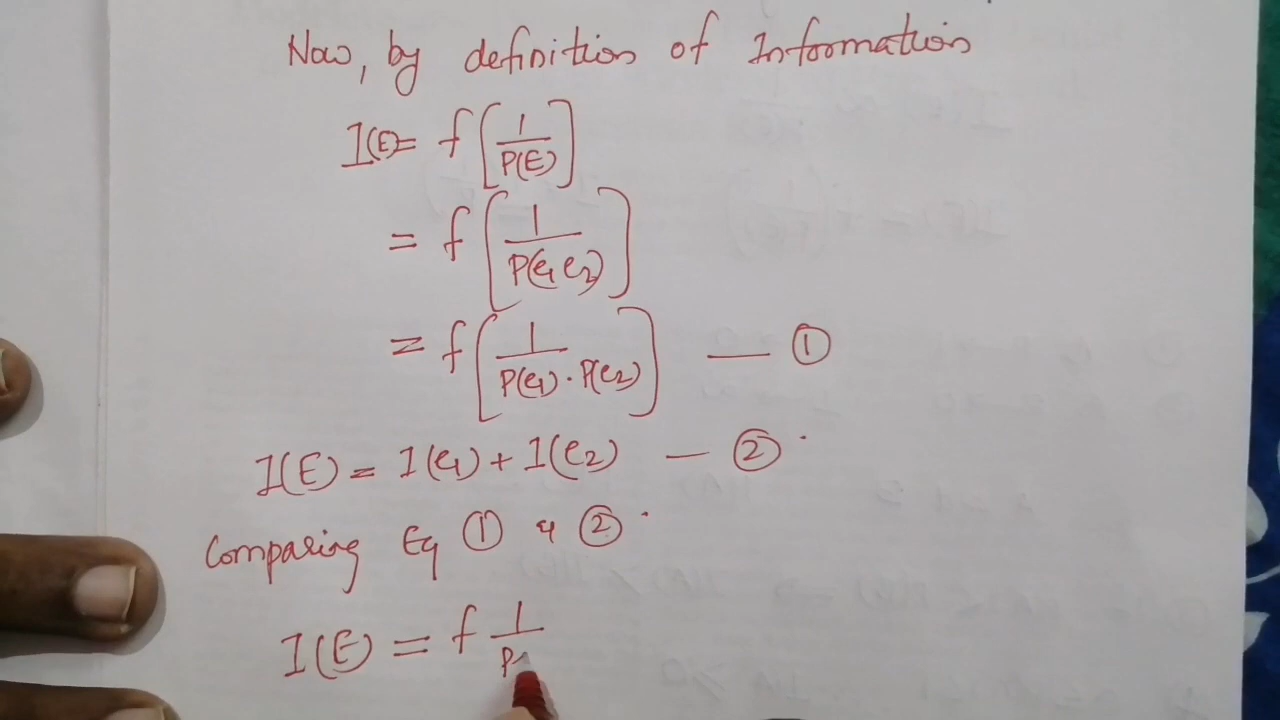 Now, by definition of Information
I(E) = f[1/P(E)]
= f[1/P(e1 e2)]
= f[1/P(e1) · P(e2)] — ①
I(E) = I(e1) + I(e2) — ②
Comparing Eq ① & ②
I(E) = f 1/P